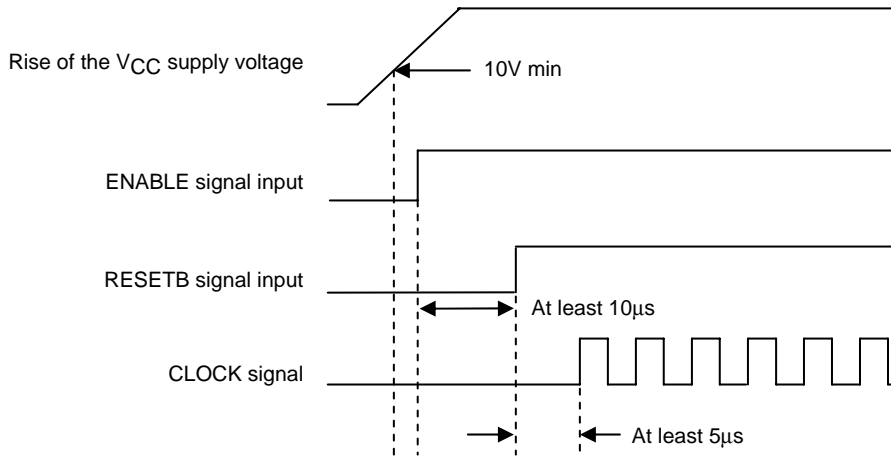 Rise of the VCC supply voltage
10V min
ENABLE signal input
RESETB signal input
At least 10μs
CLOCK signal
At least 5μs